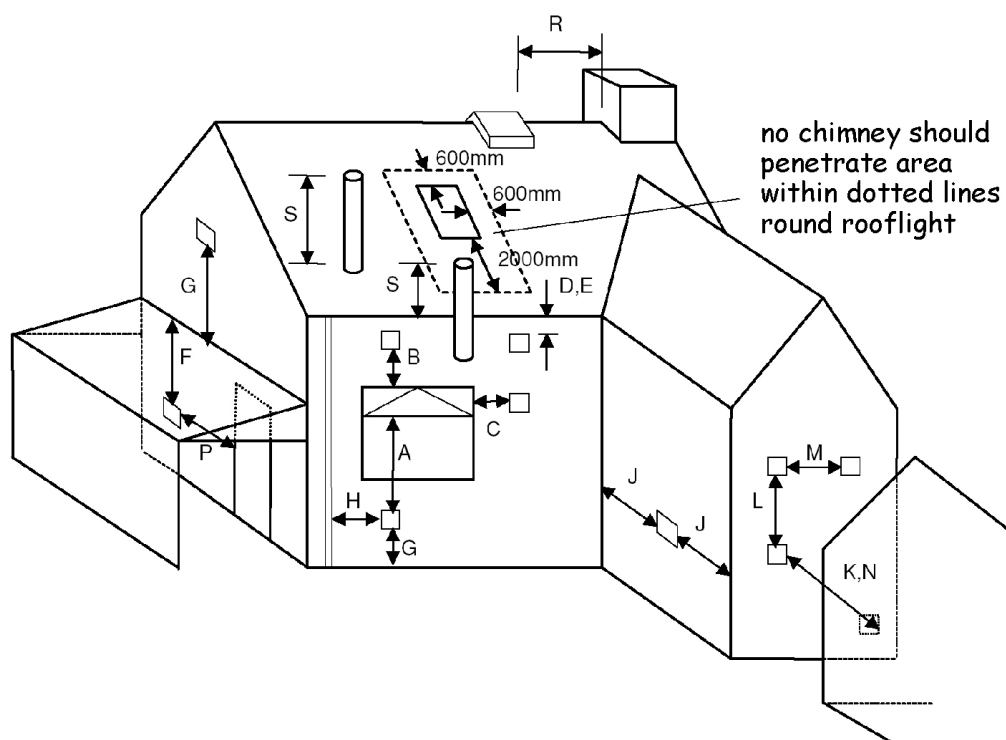 R
no chimney should
penetrate area
within dotted lines
round rooflight
600mm
600mm
S
2000mm
G
S
D,E
F
B
C
A
P
M
J
L
H
J
G
K,N